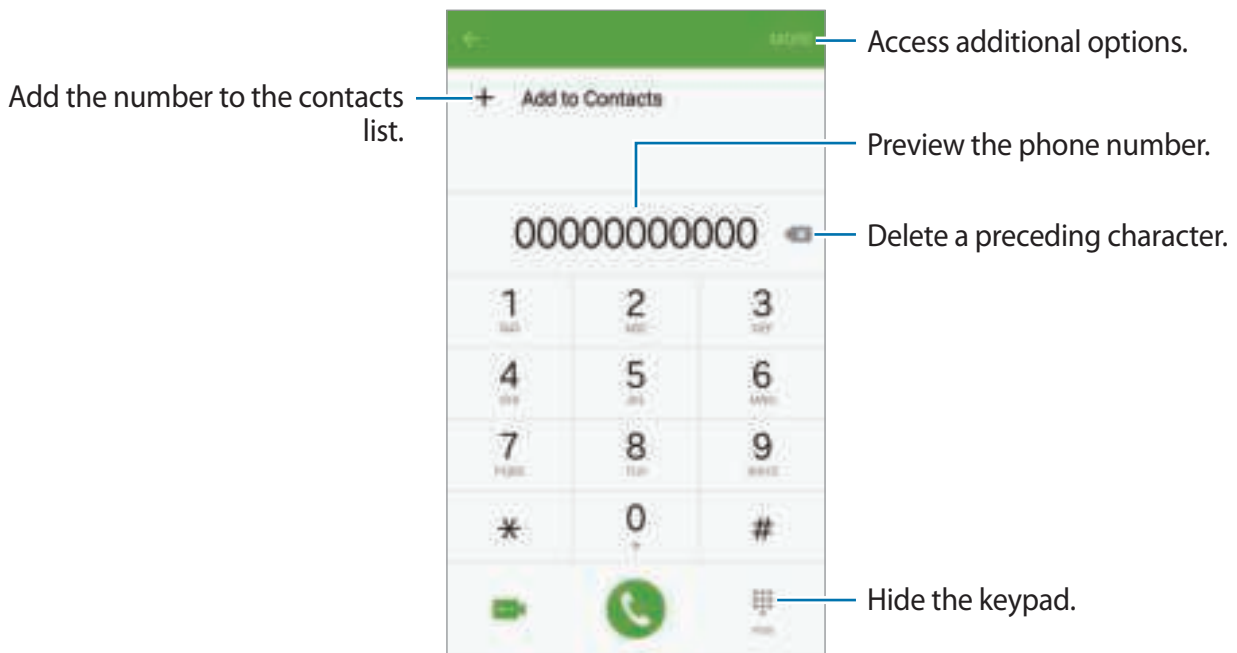 MORE
Access additional options.
Add the number to the contacts
list.
+ Add to Contacts
Preview the phone number.
00000000000
Delete a preceding character.
1 2 3
4 5 6
7 8 9
* 0 #
+
Hide the keypad.